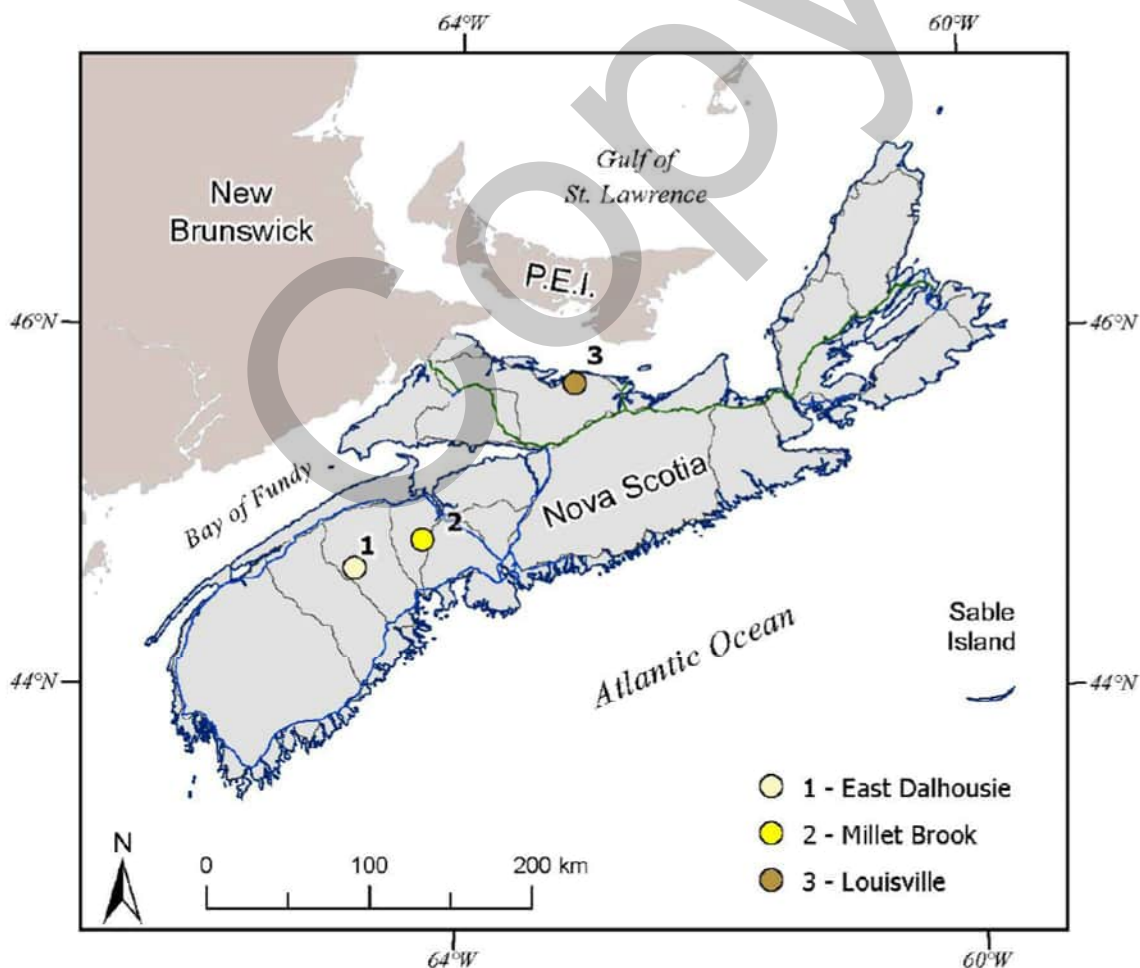 64°W
60°W
Copy
Gulf of
St. Lawrence
New
Brunswick
P.E.I.
46°N
46°N
3
Bay of Fundy
Nova Scotia
2
1
Sable
Island
Atlantic Ocean
44°N
44°N
1 - East Dalhousie
2 - Millet Brook
3 - Louisville
N
0 100 200 km
64°W
60°W